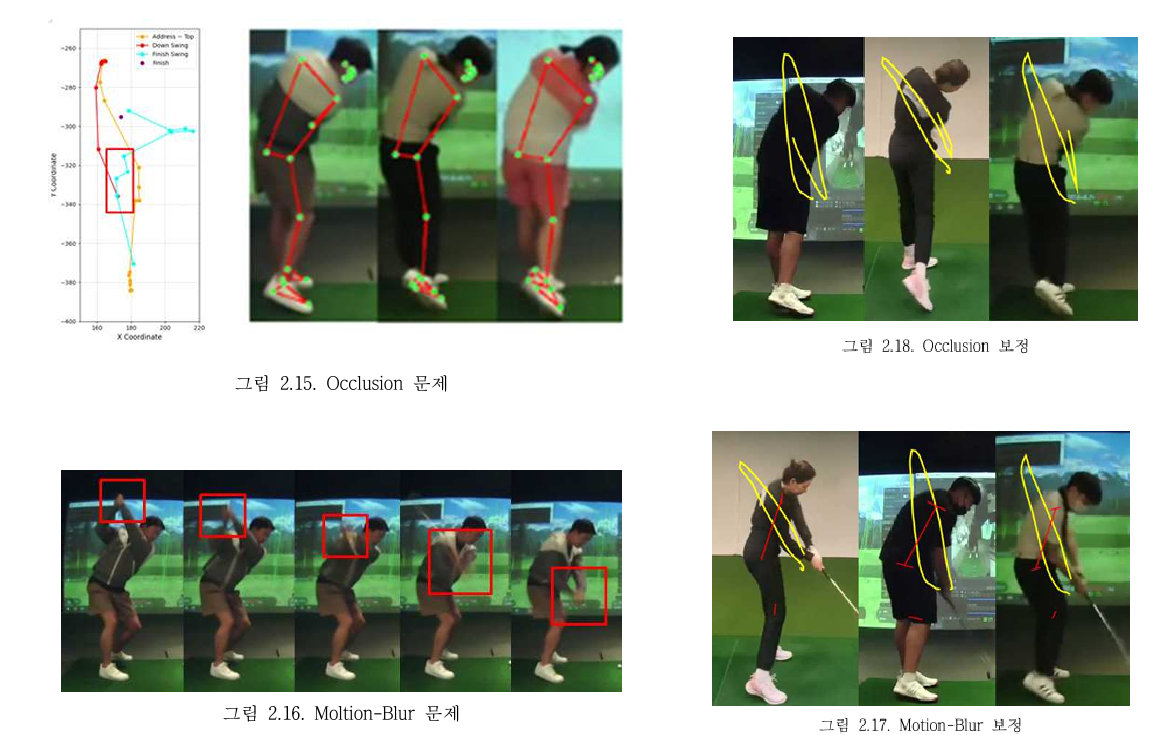 Address ~ Top
Down Swing
Finish Swing
Finish
-260
-280
-300
-320
-340
-360
-380
-400
Y Coordinate
160 180 200 220
X Coordinate
그림 2.15. Occlusion 문제
그림 2.18. Occlusion 보정
그림 2.16. Moltion-Blur 문제
그림 2.17. Motion-Blur 보정